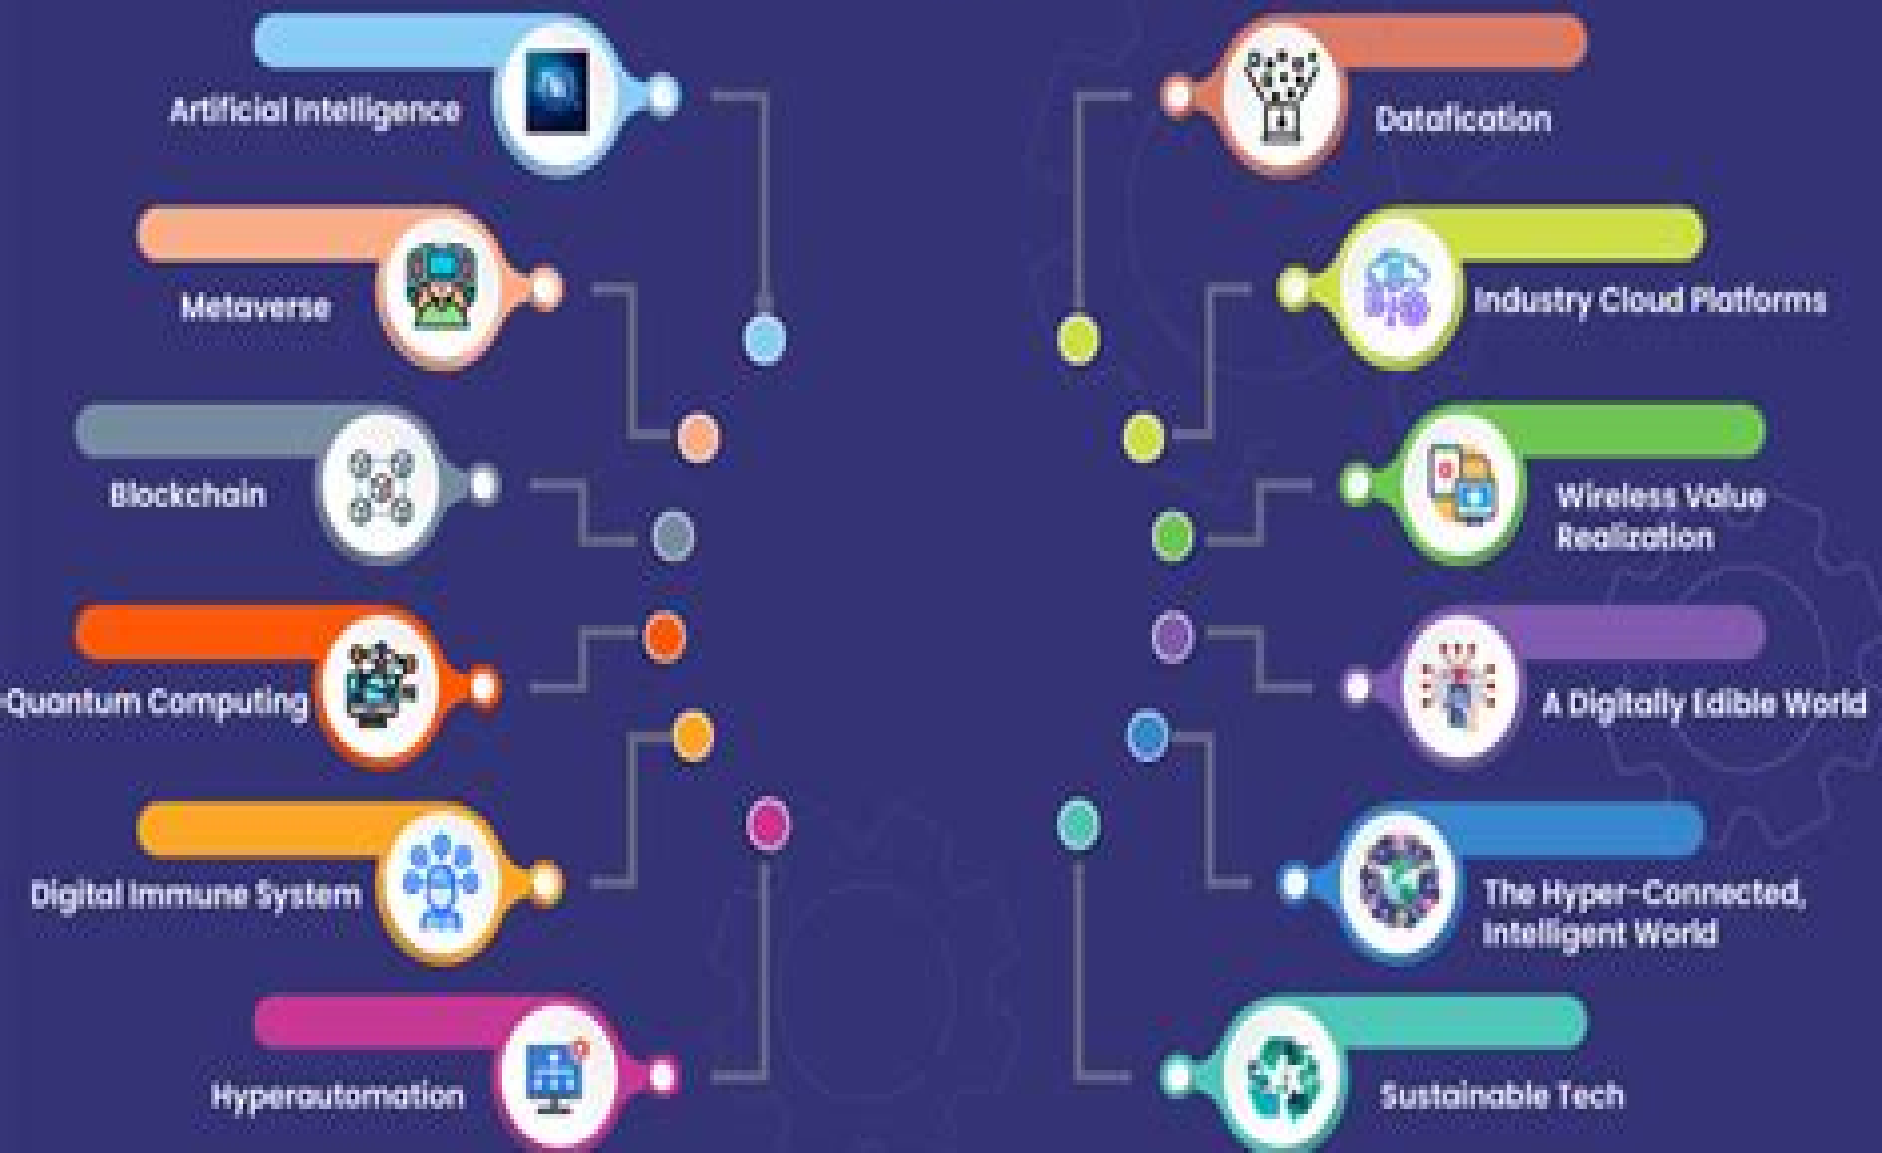 Artificial Intelligence
Metaverse
Blockchain
-Quantum Computing
Digital Immune System
Hyperautomation
Datafication
Industry Cloud Platforms
Wireless Value
Realization
A Digitally Edible World
The Hyper-Connected,
Intelligent World
Sustainable Tech